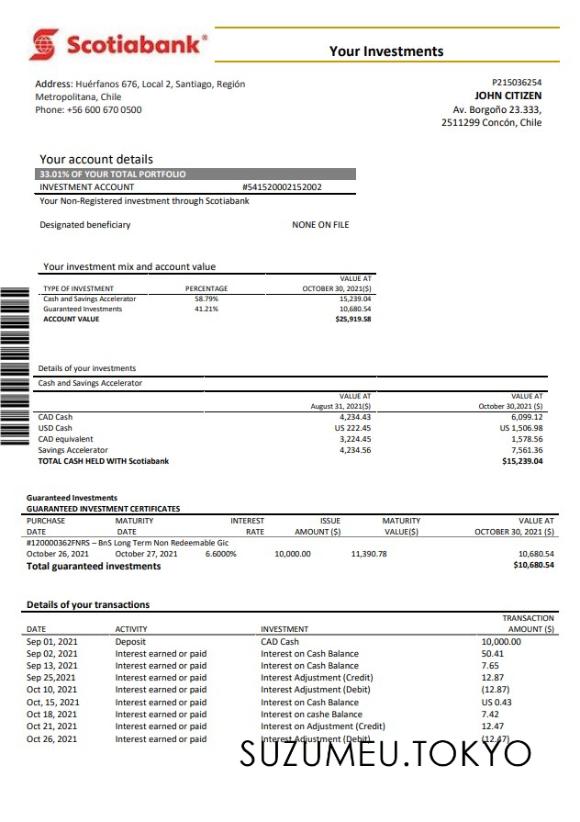 Scotiabank®
Your Investments
Address: Huérfanos 676, Local 2, Santiago, Región
Metropolitana, Chile
Phone: +56 600 670 0500
P215036254
JOHN CITIZEN
Av. Borgoño 23.333,
2511299 Concón, Chile
Your account details
33.01% OF YOUR TOTAL PORTFOLIO
INVESTMENT ACCOUNT #541520002152002
Your Non-Registered investment through Scotiabank
Designated beneficiary NONE ON FILE
Your investment mix and account value
VALUE AT
TYPE OF INVESTMENT PERCENTAGE OCTOBER 30, 2021($)
Cash and Savings Accelerator 58.79% 15,239.04
Guaranteed Investments 41.21% 10,680.54
ACCOUNT VALUE $25,919.58
Details of your investments
Cash and Savings Accelerator
VALUE AT VALUE AT
August 31, 2021($) October 30,2021($)
CAD Cash 4,234.43 6,099.12
USD Cash US 222.45 US 1,506.98
CAD equivalent 3,224.45 1,578.56
Savings Accelerator 4,234.56 7,561.36
TOTAL CASH HELD WITH Scotiabank $15,239.04
Guaranteed Investments
GUARANTEED INVESTMENT CERTIFICATES
PURCHASE MATURITY INTEREST ISSUE MATURITY VALUE AT
DATE DATE RATE AMOUNT ($) VALUE($) OCTOBER 30, 2021 ($)
#120000362FNRS – BnS Long Term Non Redeemable Gic
October 26, 2021 October 27, 2021 6.6000% 10,000.00 11,390.78 10,680.54
Total guaranteed investments $10,680.54
Details of your transactions
TRANSACTION
DATE ACTIVITY INVESTMENT AMOUNT ($)
Sep 01, 2021 Deposit CAD Cash 10,000.00
Sep 02, 2021 Interest earned or paid Interest on Cash Balance 50.41
Sep 13, 2021 Interest earned or paid Interest on Cash Balance 7.65
Sep 25,2021 Interest earned or paid Interest Adjustment (Credit) 12.87
Oct 10, 2021 Interest earned or paid Interest Adjustment (Debit) (12.87)
Oct, 15, 2021 Interest earned or paid Interest on Cash Balance US 0.43
Oct 18, 2021 Interest earned or paid Interest on cashe Balance 7.42
Oct 21, 2021 Interest earned or paid Interest on Adjustment (Credit) 12.47
Oct 26, 2021 Interest earned or paid Interest Adjustment (Debit) (12.47)
SUZUMEU.TOKYO